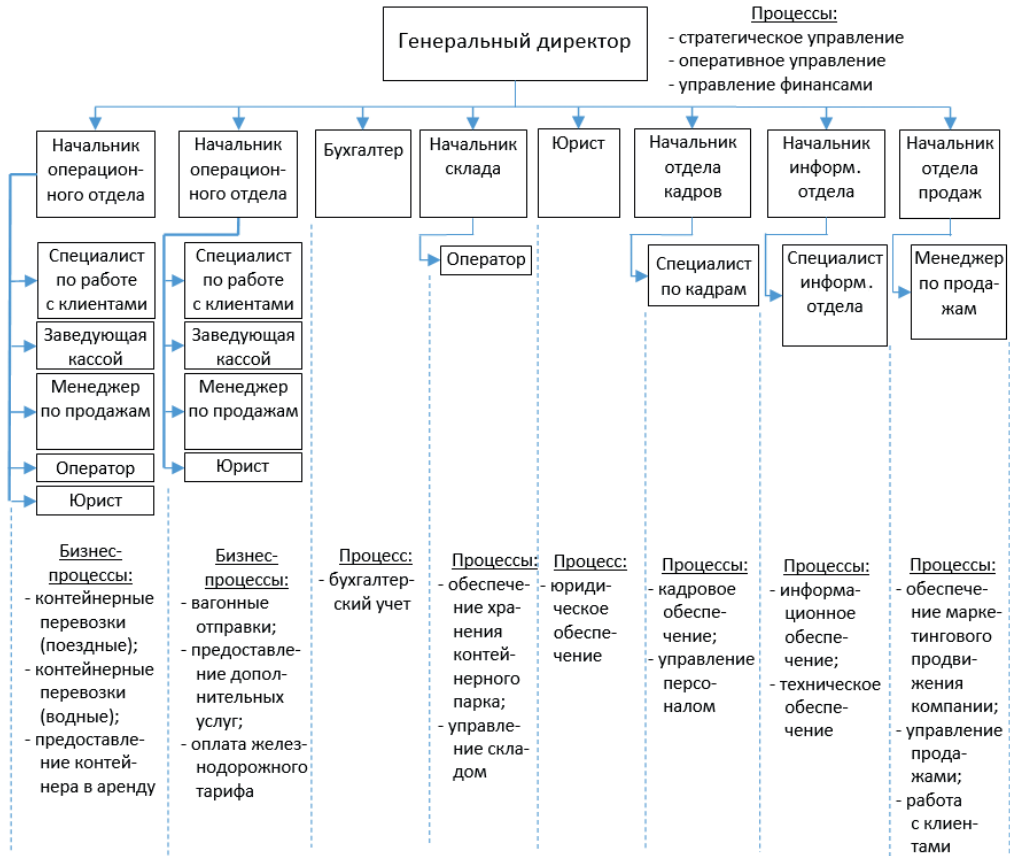 Генеральный директор
Процессы:
- стратегическое управление
- оперативное управление
- управление финансами
Начальник
операцион-
ного отдела
Начальник
операцион-
ного отдела
Бухгалтер
Начальник
склада
Юрист
Начальник
отдела
кадров
Начальник
информ.
отдела
Начальник
отдела
продаж
Специалист
по работе
с клиентами
Заведующая
кассой
Менеджер
по продажам
Оператор
Юрист
Специалист
по работе
с клиентами
Заведующая
кассой
Менеджер
по продажам
Юрист
Оператор
Специалист
по кадрам
Специалист
информ.
отдела
Менеджер
по прода-
жам
Бизнес-
процессы:
- контейнерные
перевозки
(поездные);
- контейнерные
перевозки
(водные);
- предоставле-
ние контей-
нера в аренду
Бизнес-
процессы:
- вагонные
отправки;
- предоставле-
ние допол-
нительных
услуг;
- оплата желез-
нодорожного
тарифа
Процесс:
- бухгалтер-
ский учет
Процессы:
- обеспече-
ние хра-
нения
контей-
нерного
парка;
- управле-
ние скла-
дом
Процесс:
- юриди-
ческое
обеспе-
чение
Процессы:
- кадровое
обеспе-
чение;
- управление
персо-
налом
Процессы:
- информа-
ционное
обеспе-
чение;
- техническое
обеспе-
чение
Процессы:
- обеспече-
ние марке-
тингового
продви-
жения
компании;
- управление
прода-
жами;
- работа
с клиен-
тами